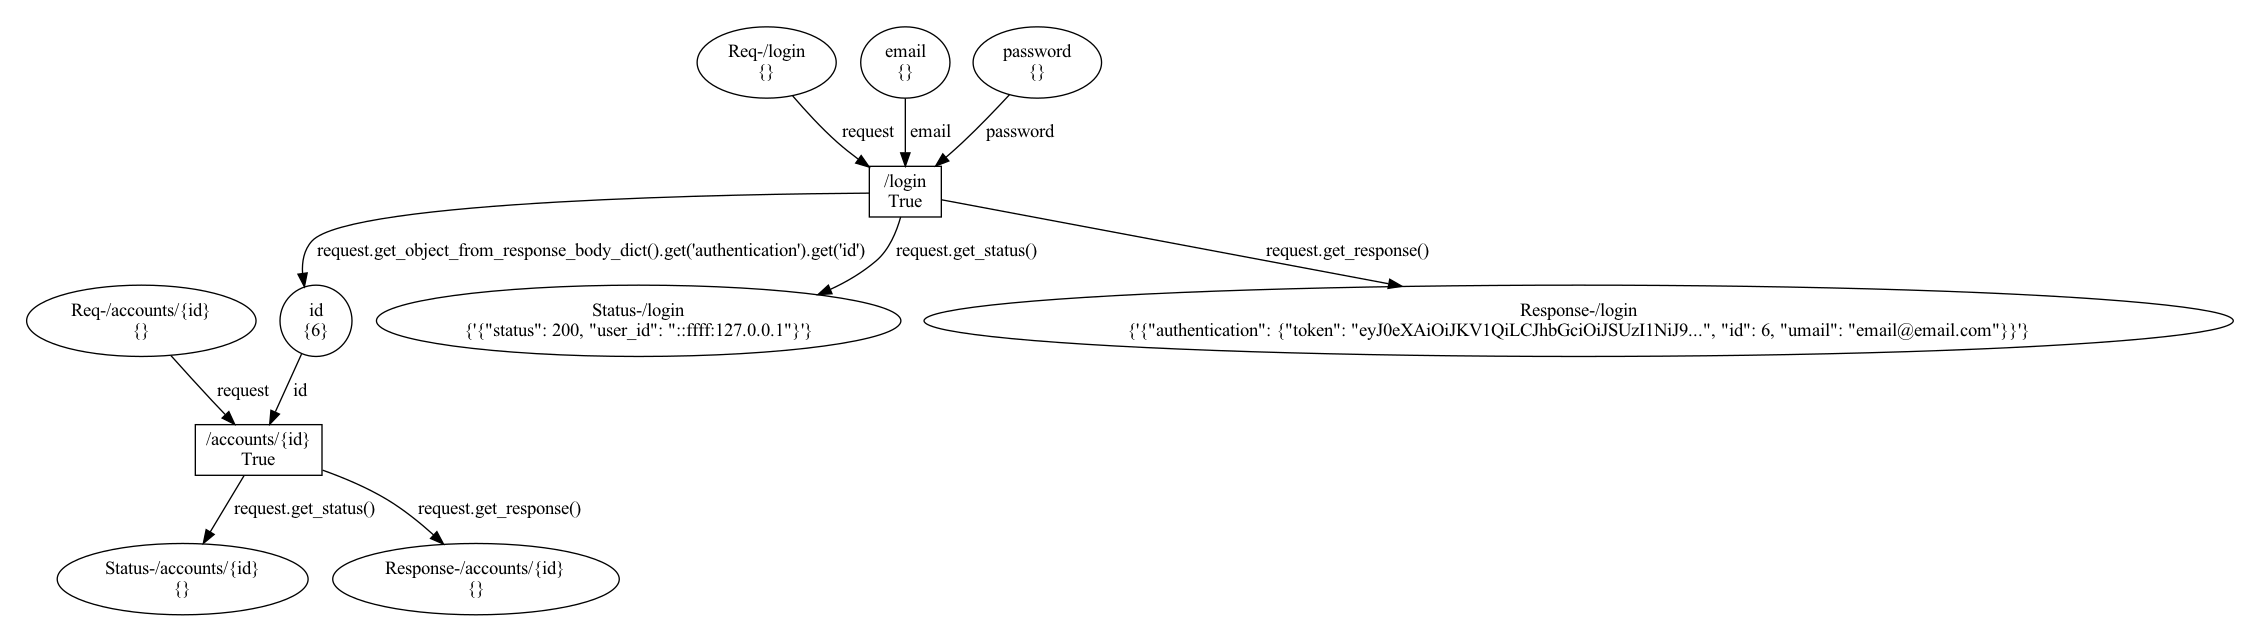 Req-/login
{}
email
{}
password
{}
request
email
password
/login
True
request.get_object_from_response_body_dict().get('authentication').get('id')
request.get_status()
request.get_response()
Req-/accounts/{id}
{}
id
{6}
Status-/login
{'{"status": 200, "user_id": "::ffff:127.0.0.1"}'}
Response-/login
{'{"authentication": {"token": "eyJ0eXAiOiJKV1QiLCJhbGciOiJSUzI1NiJ9...", "id": 6, "umail": "email@email.com"}}'}
request
id
/accounts/{id}
True
request.get_status()
request.get_response()
Status-/accounts/{id}
{}
Response-/accounts/{id}
{}